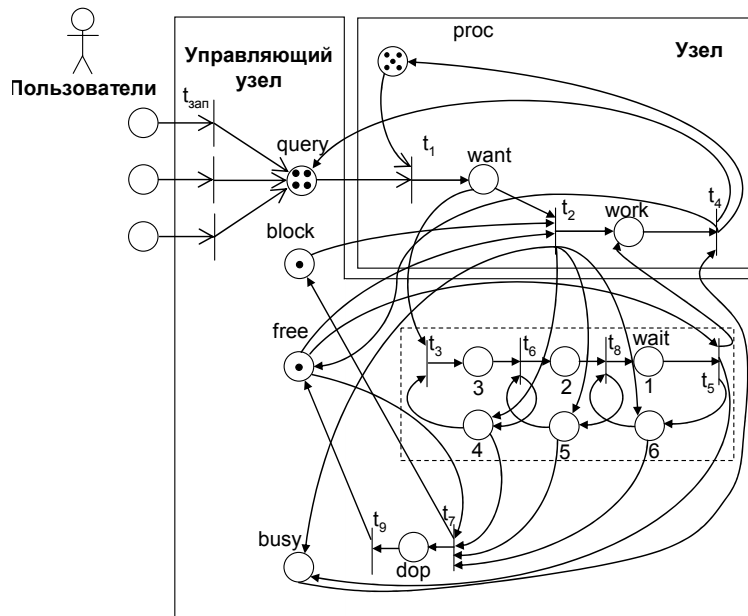 proc
Узел
Управляющий
узел
Пользователи
tзап
query
t1
want
t2
work
t4
block
free
t3
t6
t8
wait
t5
3
2
1
4
5
6
t9
t7
busy
dop